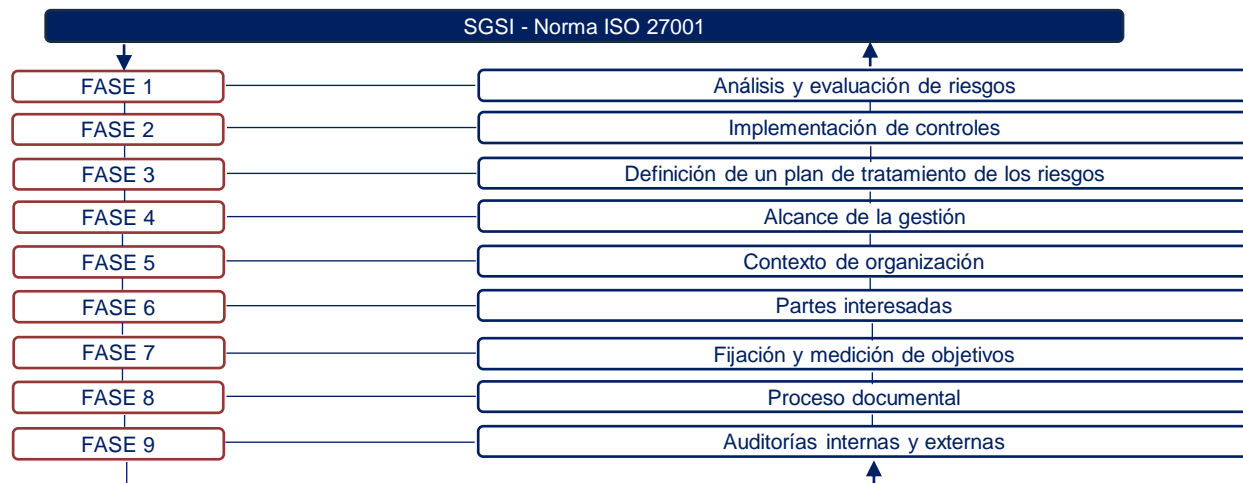 SGSI - Norma ISO 27001
FASE 1
Análisis y evaluación de riesgos
FASE 2
Implementación de controles
FASE 3
Definición de un plan de tratamiento de los riesgos
FASE 4
Alcance de la gestión
FASE 5
Contexto de organización
FASE 6
Partes interesadas
FASE 7
Fijación y medición de objetivos
FASE 8
Proceso documental
FASE 9
Auditorías internas y externas